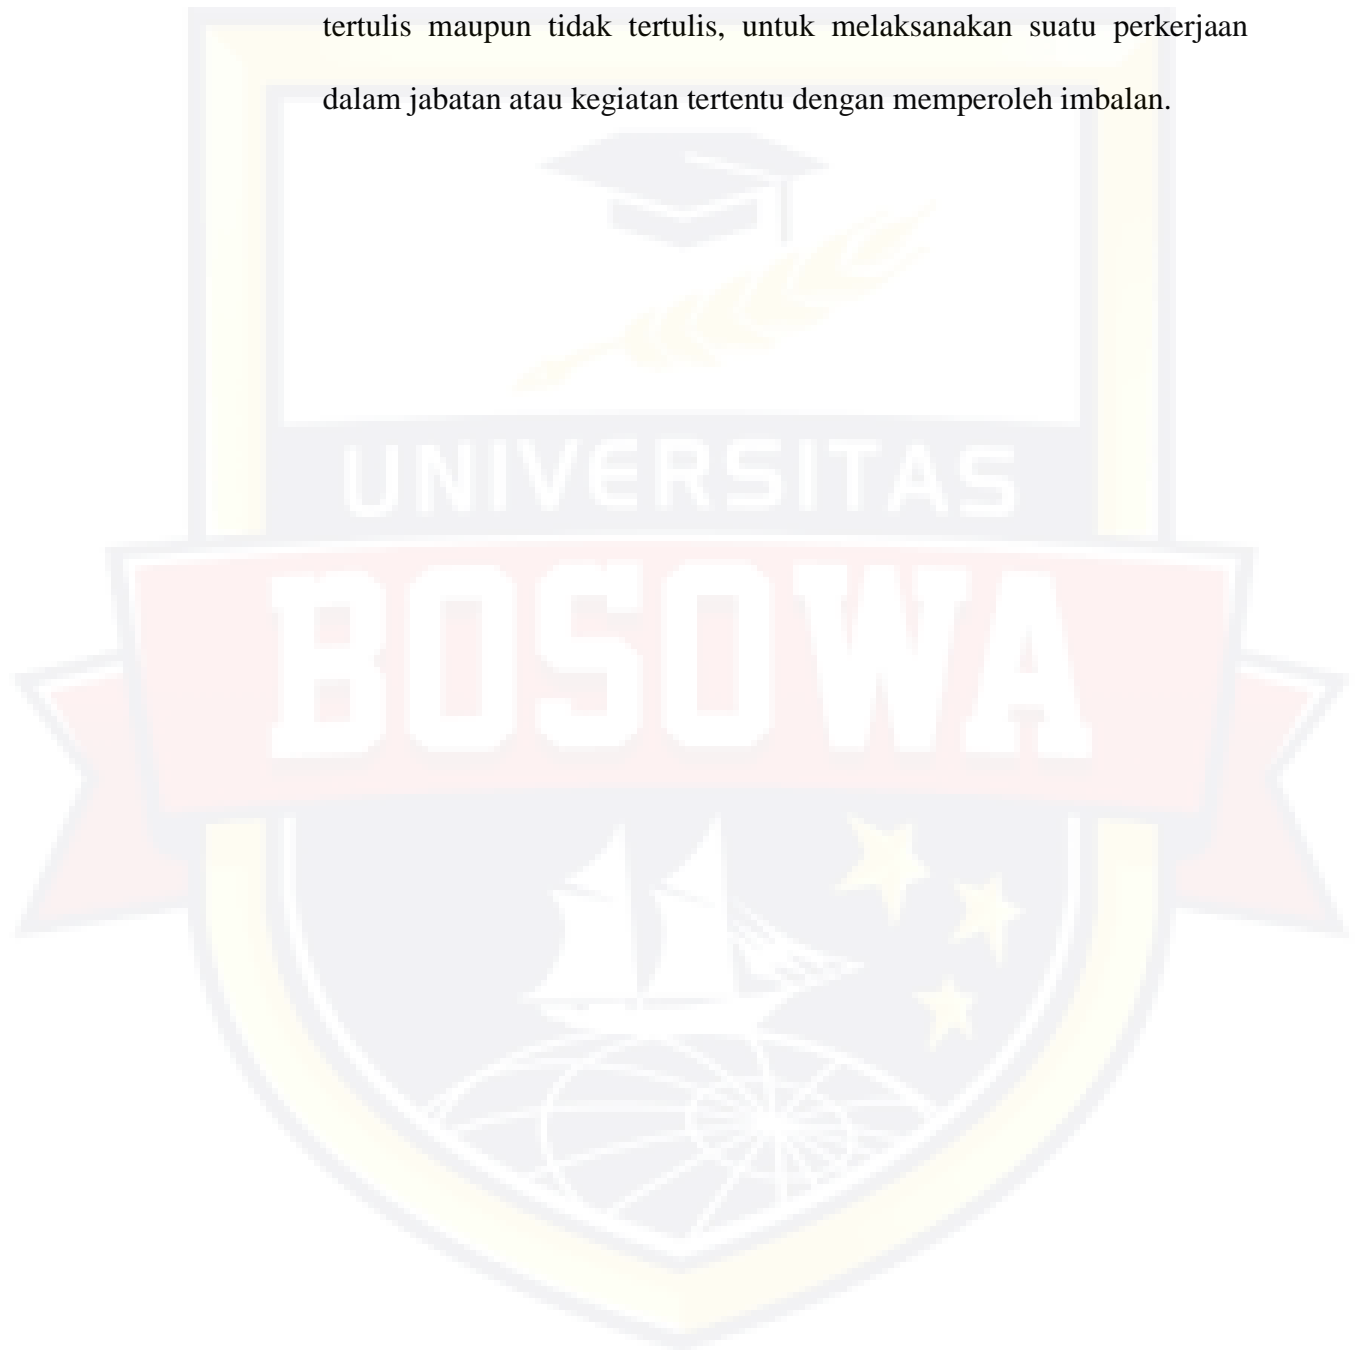 tertulis maupun tidak tertulis, untuk melaksanakan suatu perkerjaan
dalam jabatan atau kegiatan tertentu dengan memperoleh imbalan.
UNIVERSITAS
BOSOWA